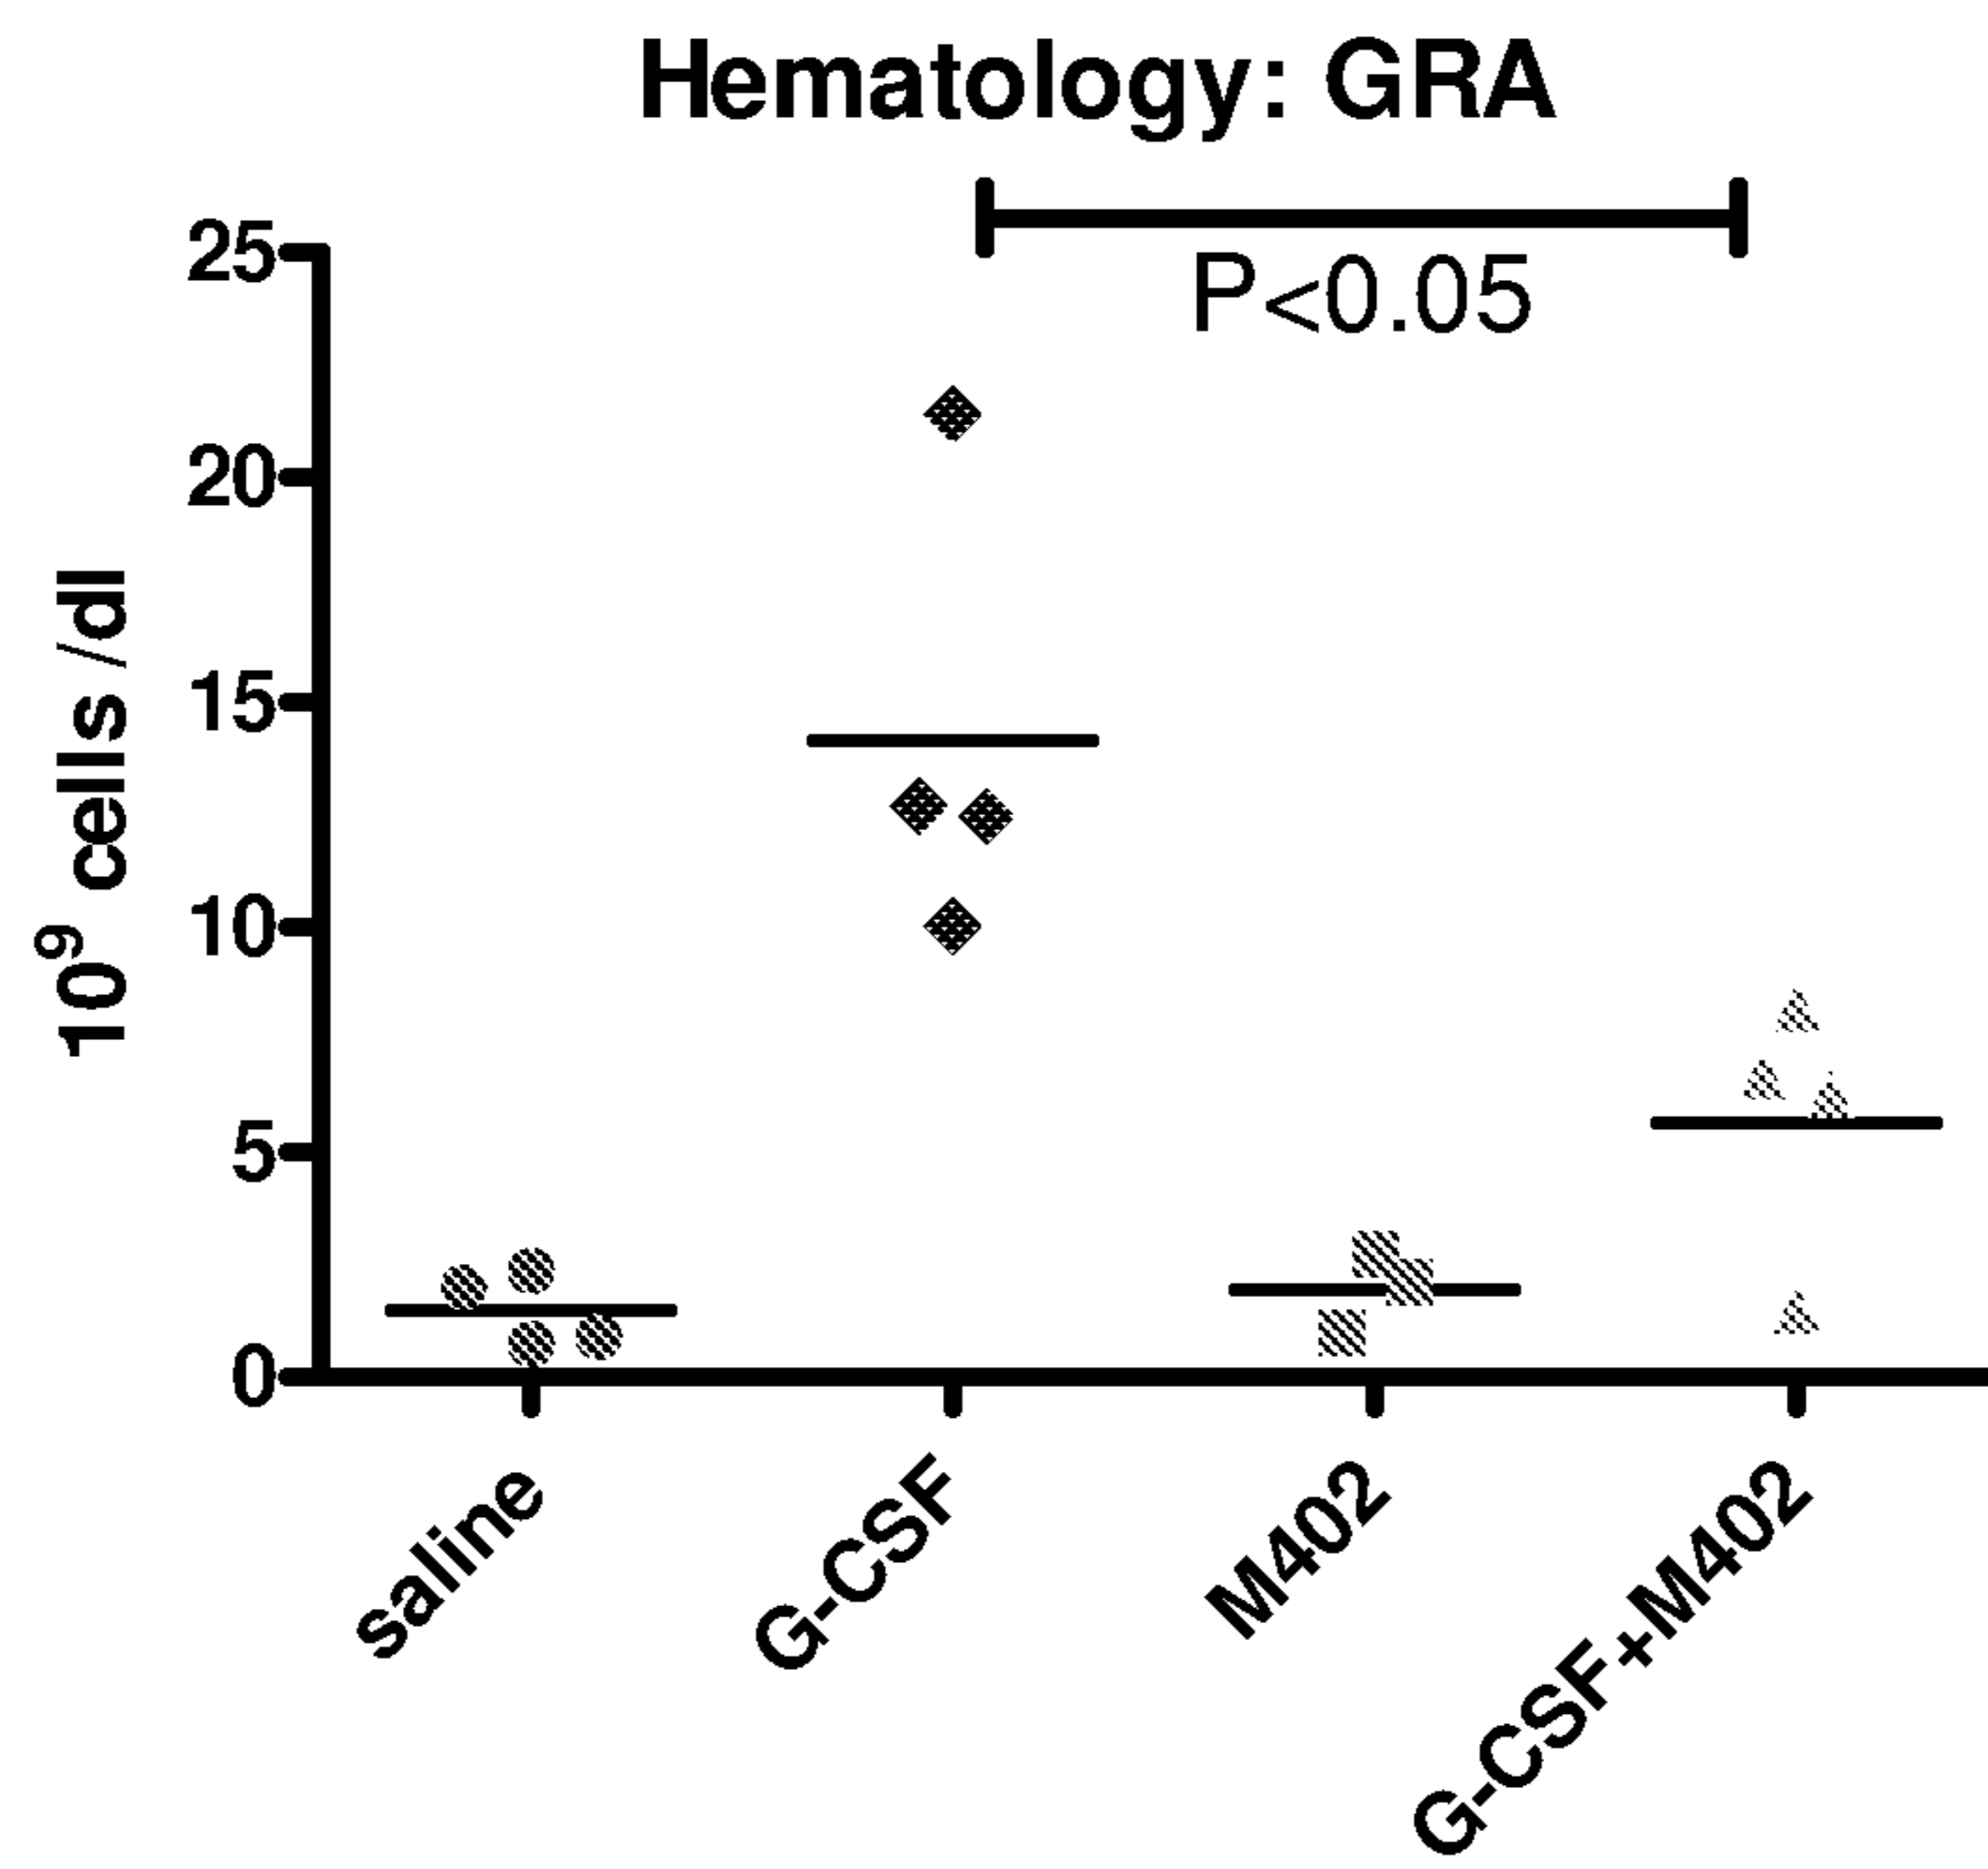 Hematology: GRA
P<0.05
25
20
15
10
5
0
10⁹ cells/dl
saline
G-CSF
M402
G-CSF+M402